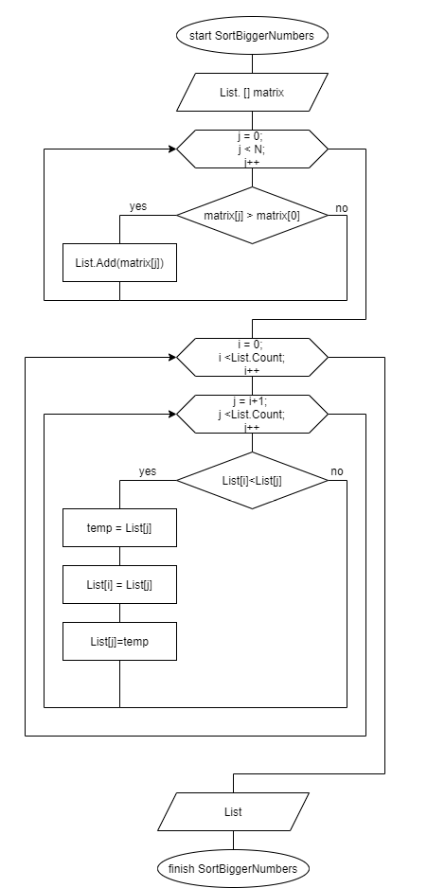 start SortBiggerNumbers
List. [] matrix
j = 0;
j < N;
j++
yes
no
matrix[j] > matrix[0]
List.Add(matrix[j])
i = 0;
i <List.Count;
i++
j = i+1;
j <List.Count;
j++
yes
no
List[i]<List[j]
temp = List[j]
List[i] = List[j]
List[j]=temp
List
finish SortBiggerNumbers